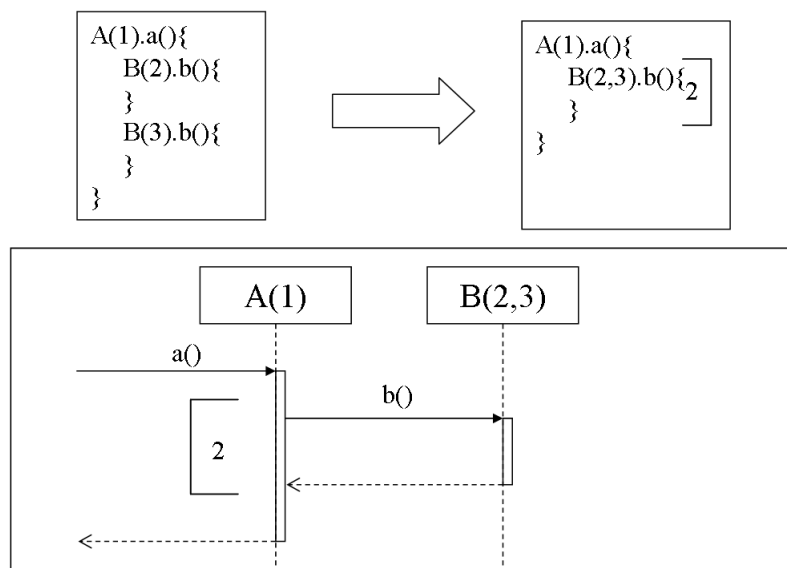 A(1).a(){
B(2).b(){
}
B(3).b(){
}
}
A(1).a(){
B(2,3).b(){
2
}
}
A(1)
B(2,3)
a()
b()
2